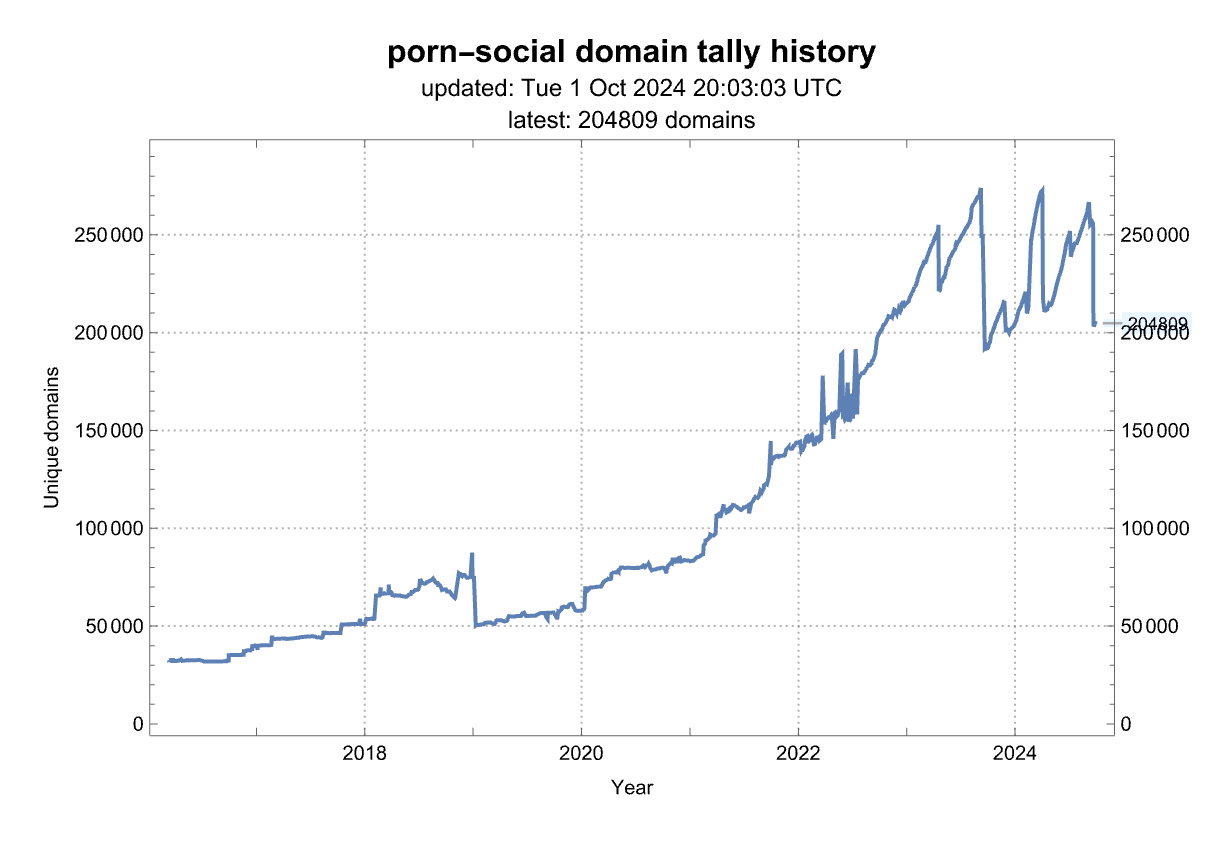 porn–social domain tally history
updated: Tue 1 Oct 2024 20:03:03 UTC
latest: 204809 domains
250 000 250 000
204809
200 000 200 000
150 000 150 000
100 000 100 000
50 000 50 000
0 0
Unique domains
2018 2020 2022 2024
Year